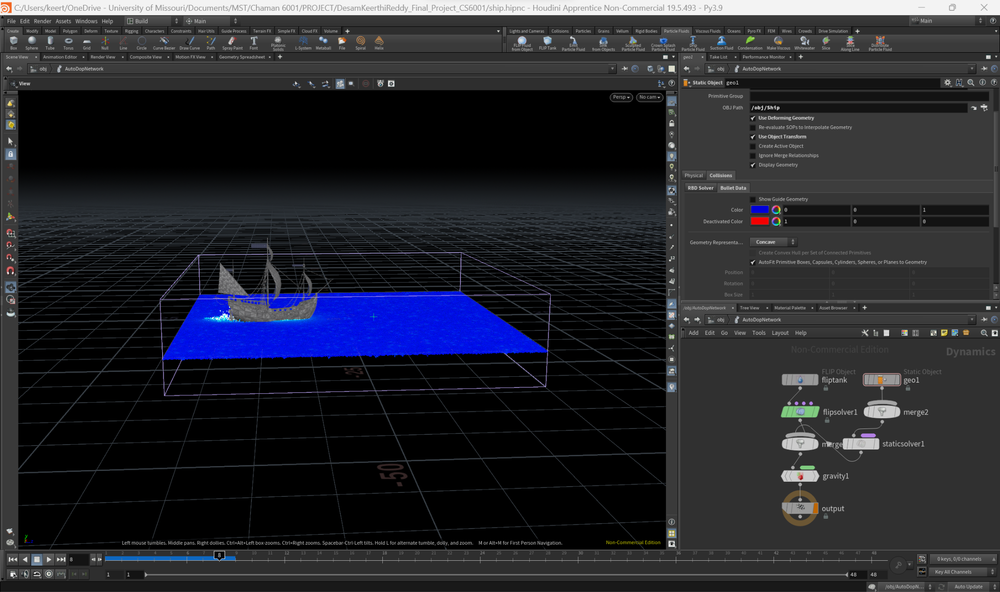 C:/Users/keert/OneDrive - University of Missouri/Documents/MST/Chaman 6001/PROJECT/DesamKeerthiReddy_Final_Project_CS6001/ship.hipnc - Houdini Apprentice Non-Commercial 19.5.493 - Py3.9
File Edit Render Assets Windows Help Build Main Main
Create Modify Model Polygon Deform Texture Rigging Characters Constraints Hair Utils Guide Process Terrain FX Simple FX Cloud FX Volume
Box Sphere Tube Torus Grid Null Line Circle Curve Bezier Draw Curve Path Spray Paint Font Platonic Solids L-System Metaball File Spiral Helix
Lights and Cameras Collisions Particles Grains Vellum Rigid Bodies Particle Fluids Viscous Fluids Oceans Pyro FX FEM Wires Crowds Drive Simulation
FLIP Fluid from Object FLIP Tank Emit Particle Fluid Sink from Objects Sculpted Particle Fluid Crown Splash Particle Fluid Drip Particle Fluid Suction Fluid Condensation Make Viscous Whitewater Slice Slice Along Line Distribute Particle Fluid
Scene View Animation Editor Render View Composite View Motion FX View Geometry Spreadsheet
obj AutoDopNetwork
View
Persp No cam
-25
-50
Left mouse tumbles. Middle pans. Right dollies. Ctrl+Alt+Left box-zooms. Ctrl+Right zooms. Spacebar-Ctrl-Left tilts. Hold L for alternate tumble, dolly, and zoom. M or Alt+M for First Person Navigation.
Non-Commercial Edition
geo1 Take List Performance Monitor
obj AutoDopNetwork
Static Object geo1
Primitive Group
OBJ Path /obj/Ship
Use Deforming Geometry
Re-evaluate SOPs to Interpolate Geometry
Use Object Transform
Create Active Object
Ignore Merge Relationships
Display Geometry
Physical Collisions
RBD Solver Bullet Data
Show Guide Geometry
Color 0 0 1
Deactivated Color 1 0 0
Geometry Representa... Concave
Create Convex Hull per Set of Connected Primitives
AutoFit Primitive Boxes, Capsules, Cylinders, Spheres, or Planes to Geometry
Position 0 0 0
Rotation 0 0 0
Box Size 1 1 1
/obj/AutoDopNetwork Tree View Material Palette Asset Browser
obj AutoDopNetwork
Add Edit Go View Tools Layout Help
Non-Commercial Edition Dynamics
FLIP Object
fliptank
Static Object
geo1
flipsolver1
merge2
merge
staticsolver1
gravity1
output
8
1 2 3 4 5 6 7 8 9 10 11 12 13 14 15 16 17 18 19 20 21 22 23 24 25 26 27 28 29 30 31 32 33 34 35 36 37 38 39 40 41 42 43 44 45 46 47 48
0 keys, 0/0 channels
1 1 48 48
Key All Channels
/obj/AutoDopN... Auto Update